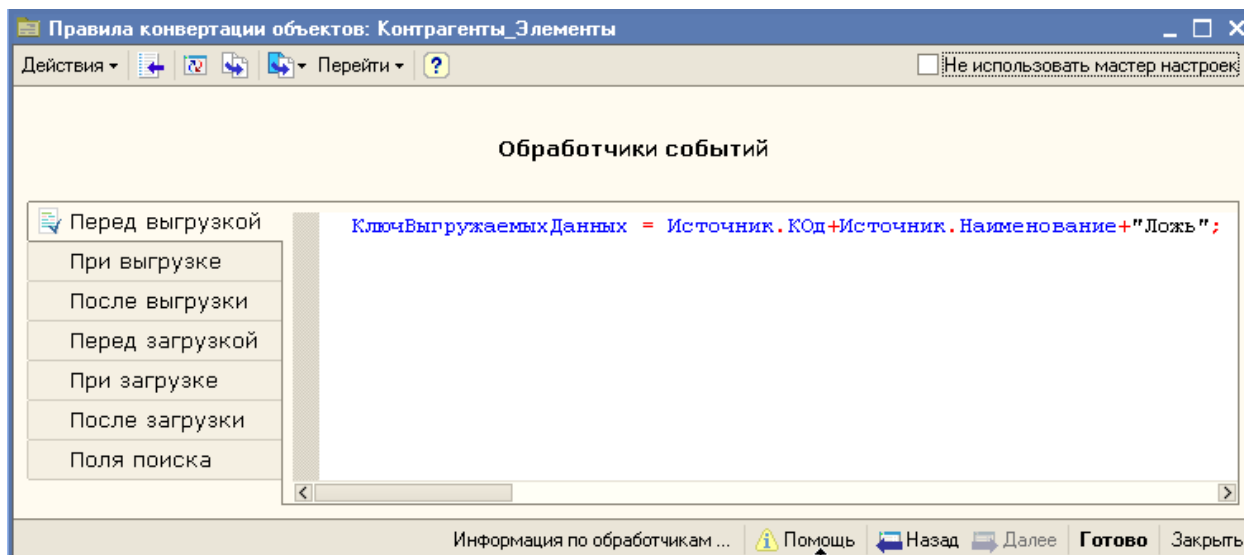 Правила конвертации объектов: Контрагенты_Элементы
Действия Перейти ? Не использовать мастер настроек
Обработчики событий
Перед выгрузкой
КлючВыгружаемыхДанных = Источник.КОд+Источник.Наименование+"Ложь";
При выгрузке
После выгрузки
Перед загрузкой
При загрузке
После загрузки
Поля поиска
Информация по обработчикам ... Помощь Назад Далее Готово Закрыть